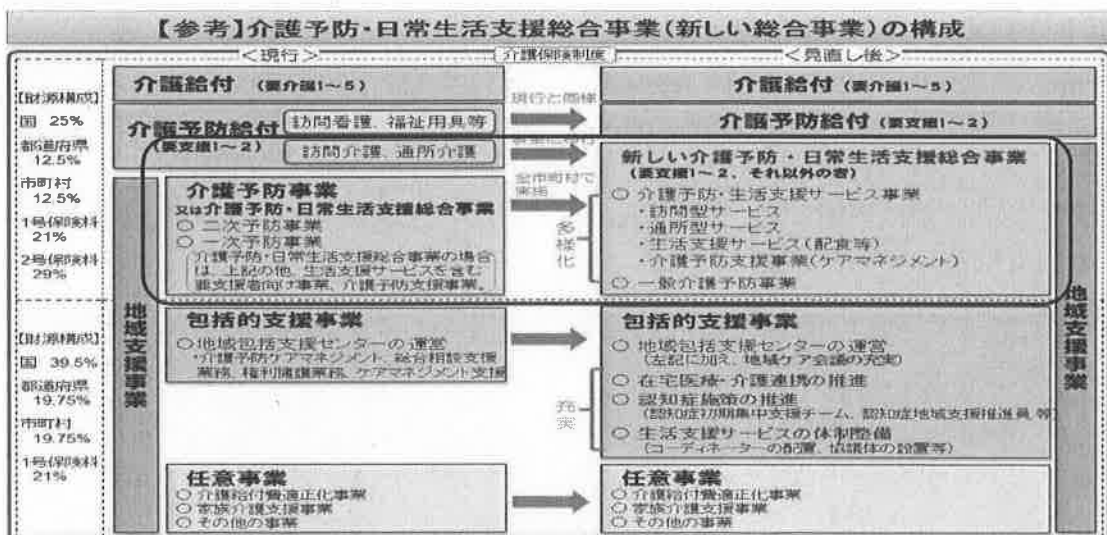 【参考】介護予防・日常生活支援総合事業(新しい総合事業)の構成
<現行>
介護保険制度
<見直し後>
【財源構成】
国 25%
都道府県
12.5%
市町村
12.5%
1号保険料
21%
2号保険料
29%
【財源構成】
国 39.5%
都道府県
19.75%
市町村
19.75%
1号保険料
21%
介護給付 (要介護1~5)
介護予防給付
(要支援1~2)
訪問看護、福祉用具等
訪問介護、通所介護
介護予防事業
又は介護予防・日常生活支援総合事業
○ 二次予防事業
○ 一次予防事業
介護予防・日常生活支援総合事業の場合
は、上記の他、生活支援サービスを含む
要支援者向け事業、介護予防支援事業。
地域支援事業
包括的支援事業
○地域包括支援センターの運営
・介護予防ケアマネジメント、総合相談支援
業務、権利擁護業務、ケアマネジメント支援
任意事業
○ 介護給付費適正化事業
○ 家族介護支援事業
○ その他の事業
現行と同様
全市町村で
実施
多様化
充実
介護給付 (要介護1~5)
介護予防給付 (要支援1~2)
新しい介護予防・日常生活支援総合事業
(要支援1~2、それ以外の者)
○ 介護予防・生活支援サービス事業
・訪問型サービス
・通所型サービス
・生活支援サービス(配食等)
・介護予防支援事業(ケアマネジメント)
○ 一般介護予防事業
包括的支援事業
○ 地域包括支援センターの運営
(左記に加え、地域ケア会議の充実)
○ 在宅医療・介護連携の推進
○ 認知症施策の推進
(認知症初期集中支援チーム、認知症地域支援推進員 等)
○ 生活支援サービスの体制整備
(コーディネーターの配置、協議体の設置等)
任意事業
○ 介護給付費適正化事業
○ 家族介護支援事業
○ その他の事業
地域支援事業